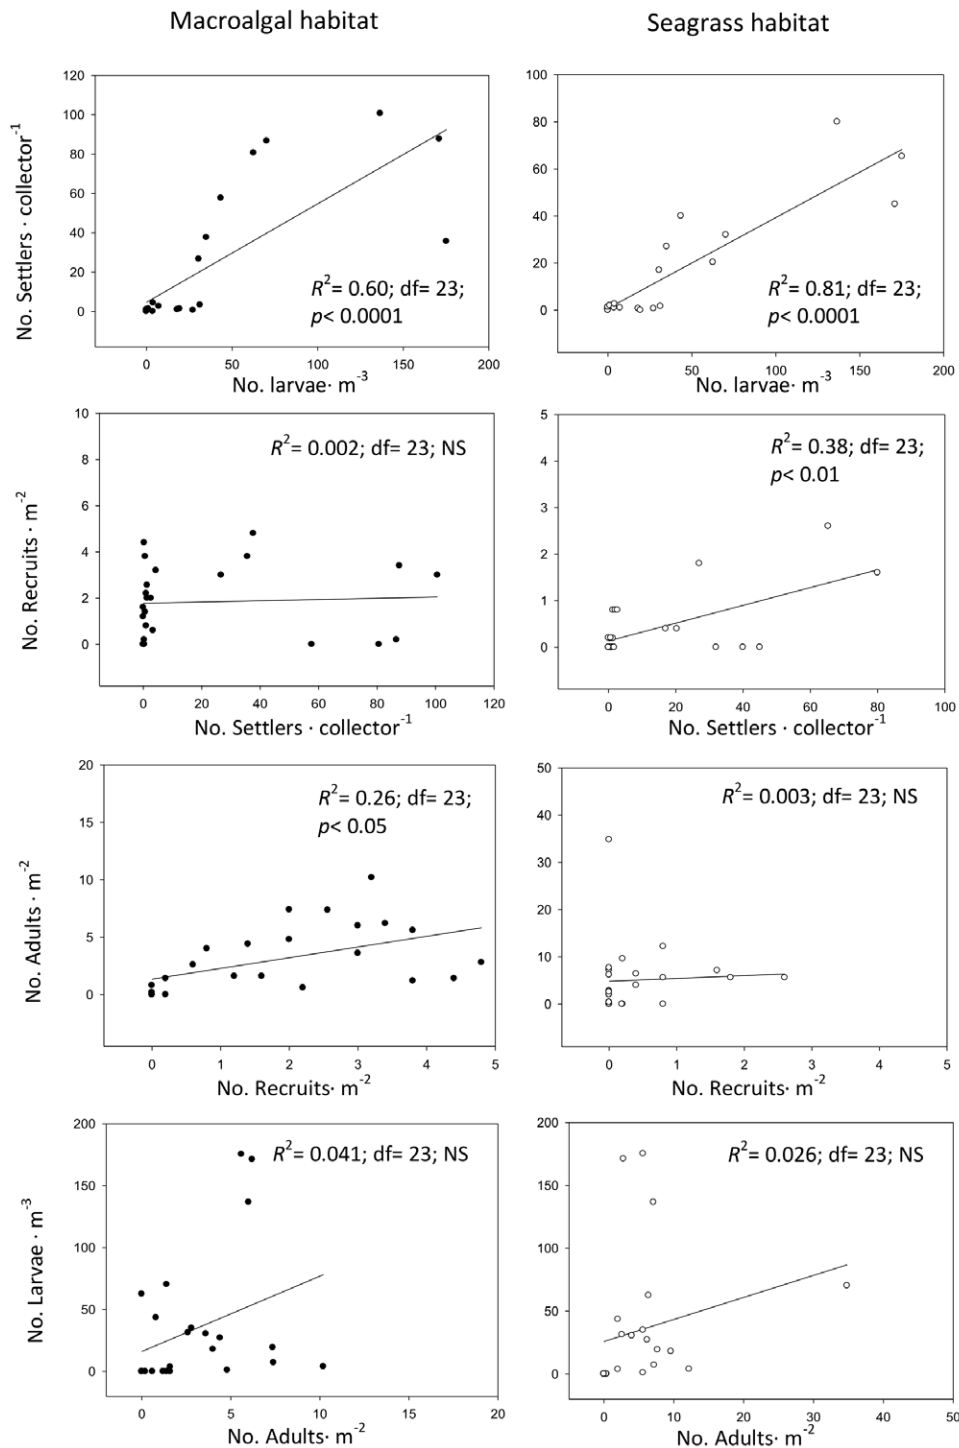 Macroalgal habitat
Seagrass habitat
No. Settlers · collector⁻¹
120
100
80
60
40
20
0
R²= 0.60; df= 23;
p< 0.0001
0 50 100 150 200
No. larvae· m⁻³
100
80
60
40
20
0
R²= 0.81; df= 23;
p< 0.0001
0 50 100 150 200
No. larvae· m⁻³
No. Recruits · m⁻²
10
8
6
4
2
0
R²= 0.002; df= 23; NS
0 20 40 60 80 100 120
No. Settlers · collector⁻¹
5
4
3
2
1
0
R²= 0.38; df= 23;
p< 0.01
0 20 40 60 80 100
No. Settlers · collector⁻¹
No. Adults · m⁻²
20
15
10
5
0
R²= 0.26; df= 23;
p< 0.05
0 1 2 3 4 5
No. Recruits· m⁻²
50
40
30
20
10
0
R²= 0.003; df= 23; NS
0 1 2 3 4 5
No. Recruits· m⁻²
No. Larvae · m⁻³
200
150
100
50
0
R²= 0.041; df= 23; NS
0 5 10 20
No. Adults· m⁻²
200
150
100
50
0
R²= 0.026; df= 23; NS
0 10 20 30 40 50
No. Adults· m⁻²